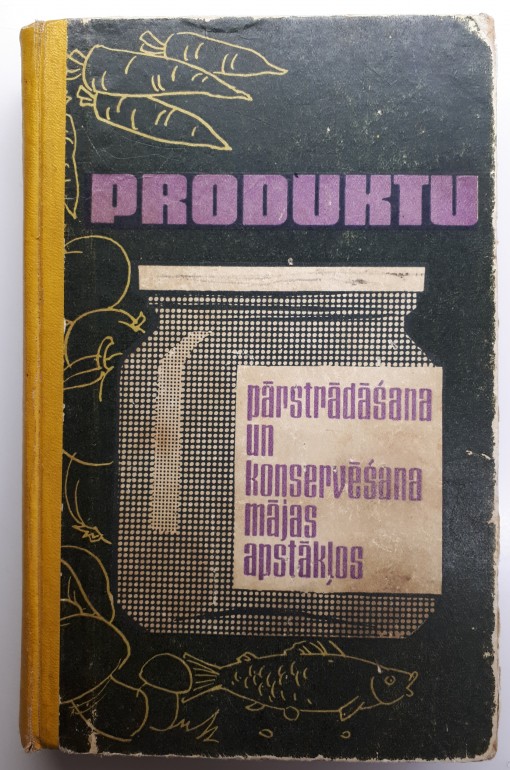 PRODUKTU
pārstrādāšana
un
konservēšana
mājas
apstākļos